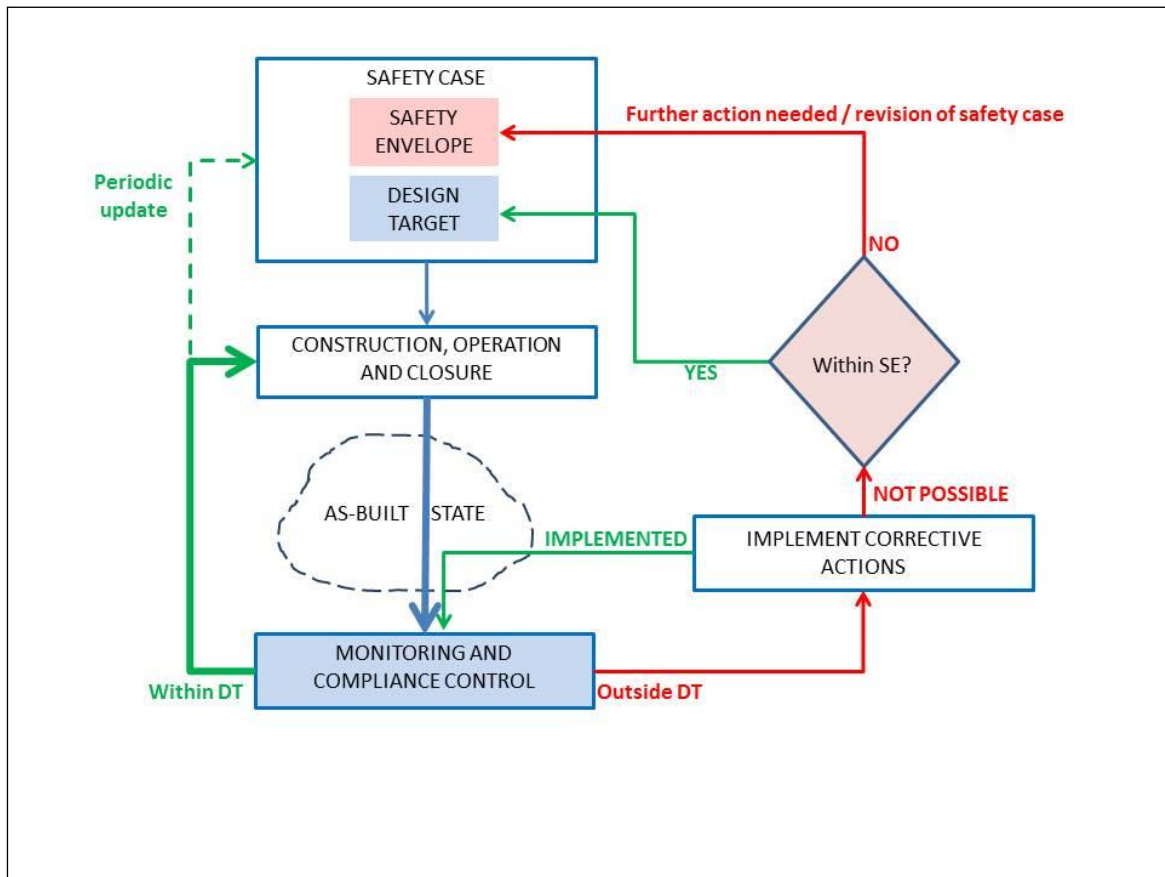 SAFETY CASE
SAFETY
ENVELOPE
Further action needed / revision of safety case
Periodic
update
DESIGN
TARGET
NO
CONSTRUCTION, OPERATION
AND CLOSURE
YES
Within SE?
NOT POSSIBLE
AS-BUILT STATE
IMPLEMENTED
IMPLEMENT CORRECTIVE
ACTIONS
MONITORING AND
COMPLIANCE CONTROL
Within DT
Outside DT